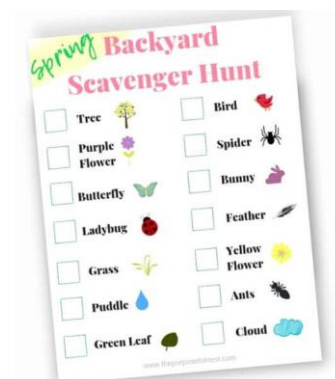 Spring Backyard
Scavenger Hunt
Tree
Purple
Flower
Butterfly
Ladybug
Grass
Puddle
Green Leaf
Bird
Spider
Bunny
Feather
Yellow
Flower
Ants
Cloud